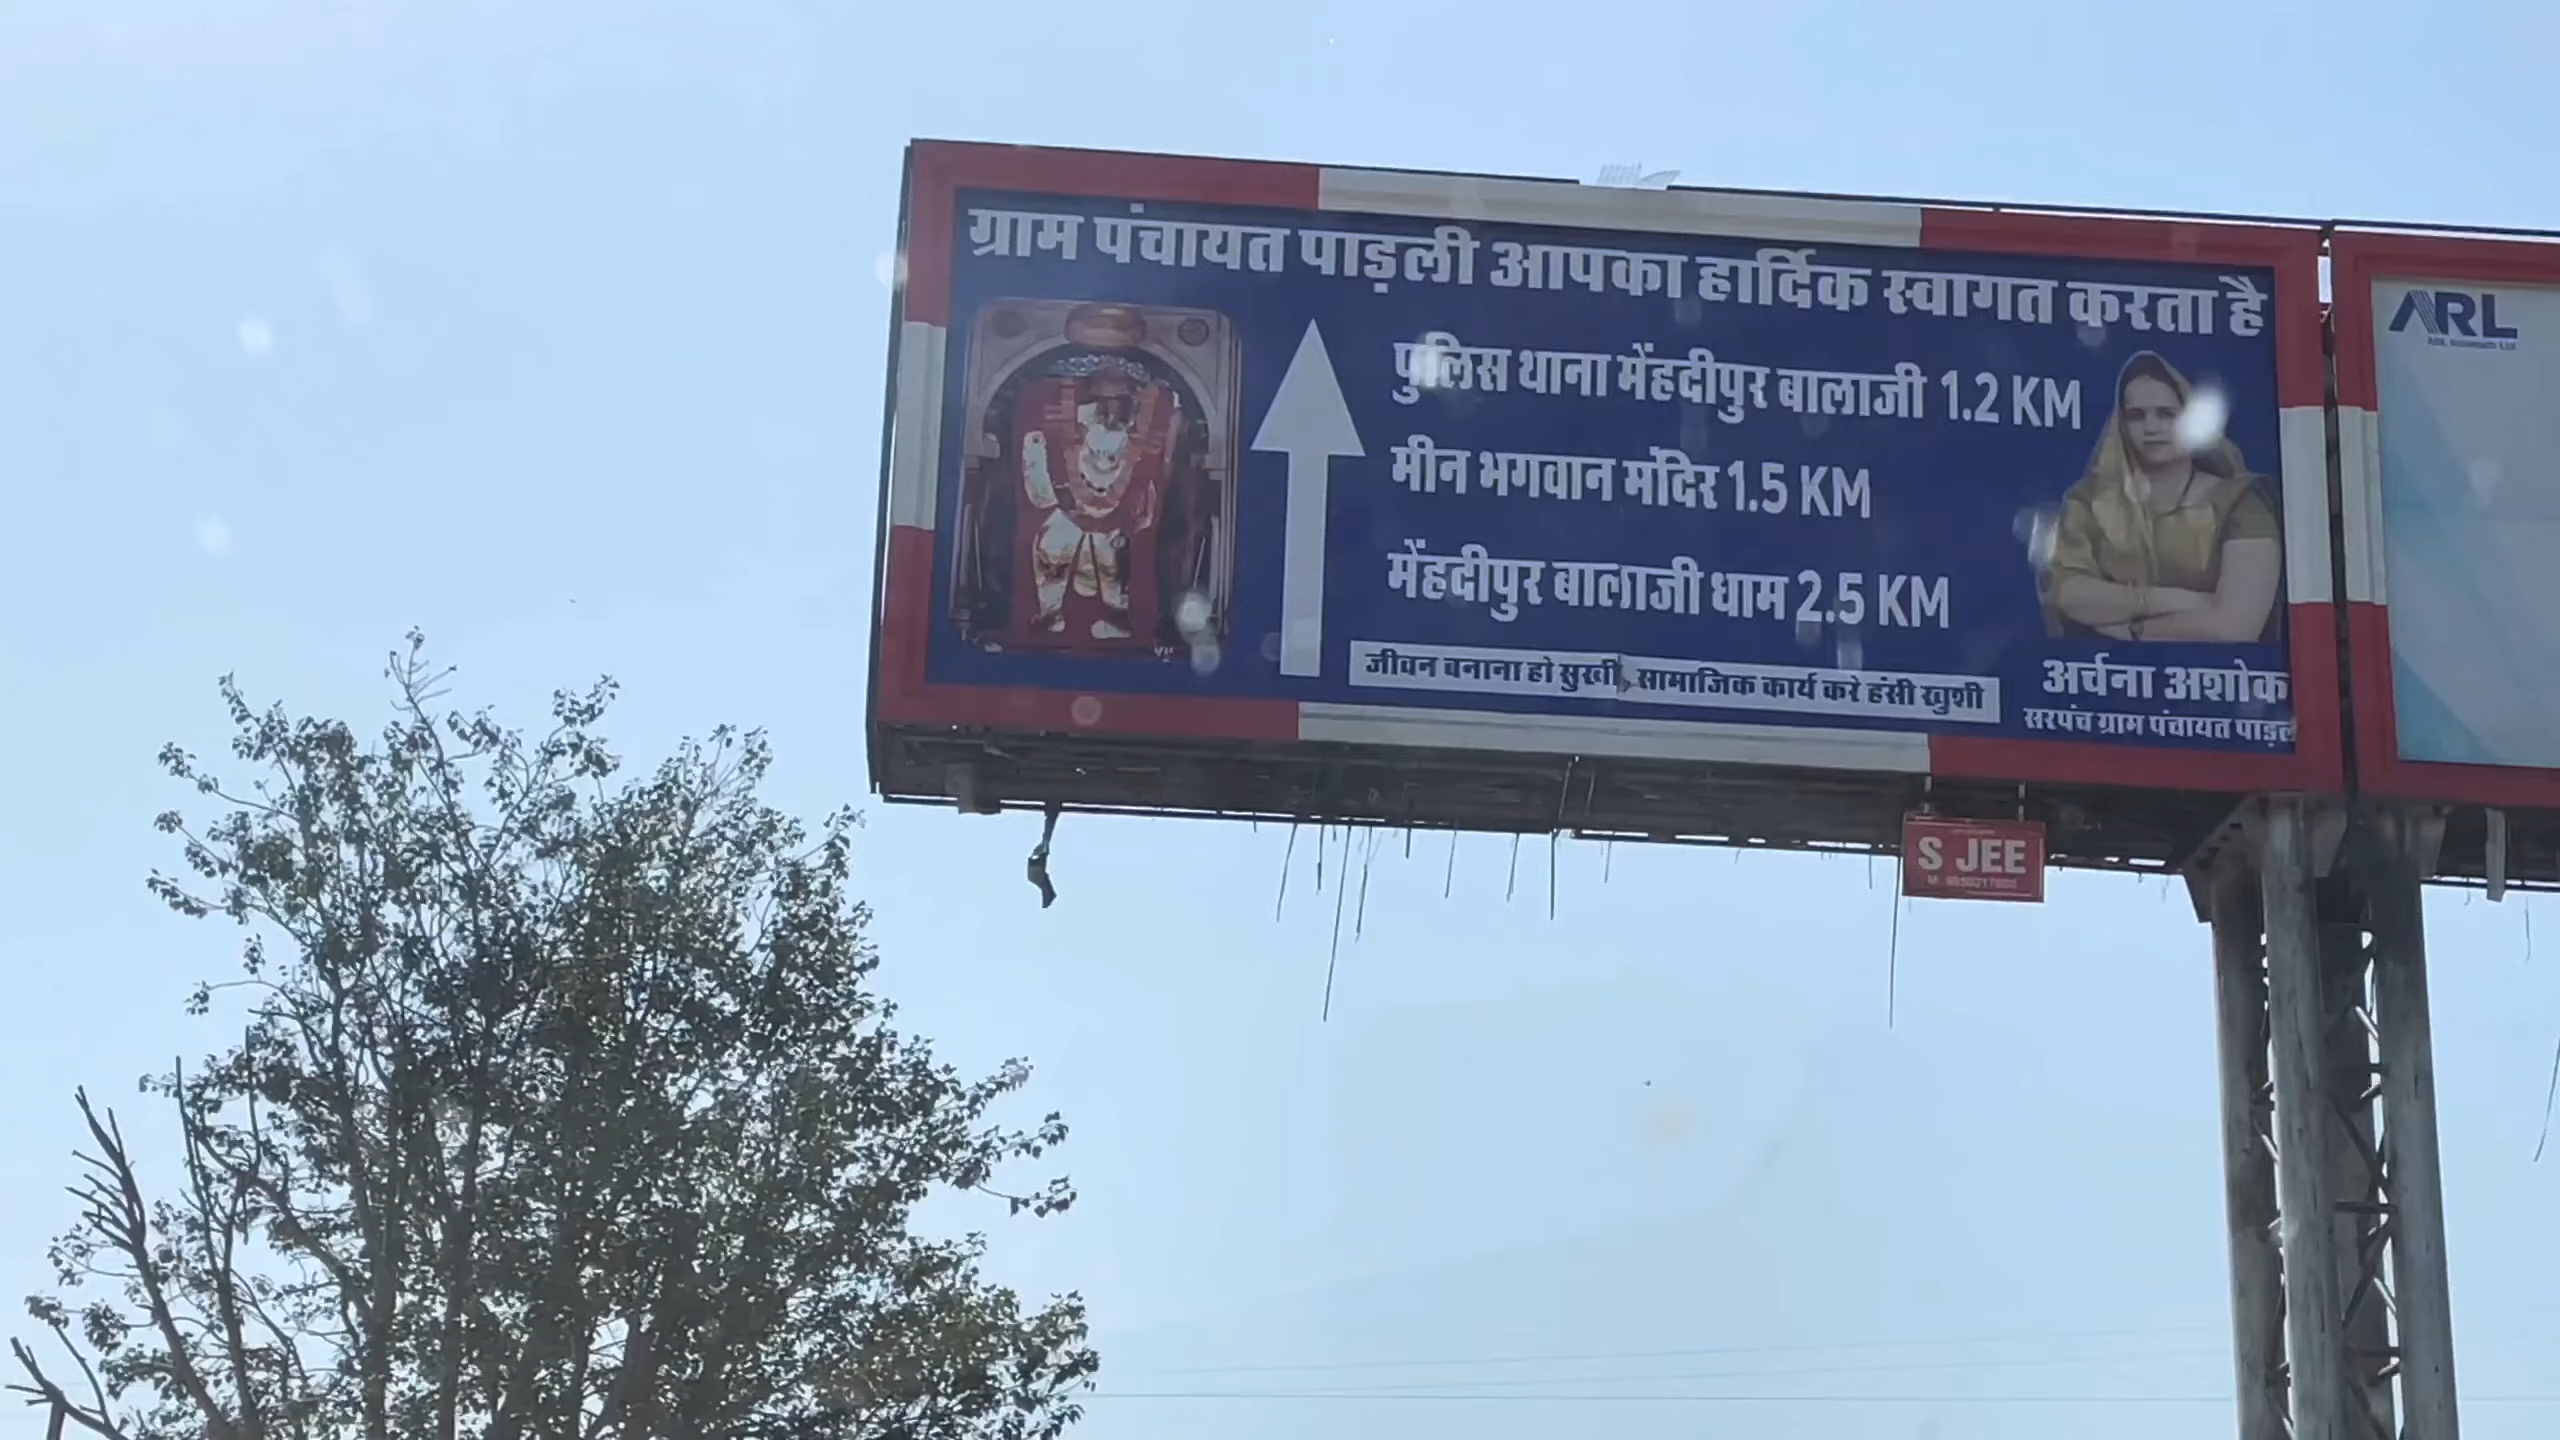 ग्राम पंचायत पाड़ली आपका हार्दिक स्वागत करता है
पुलिस थाना मेंहदीपुर बालाजी 1.2 KM
मीन भगवान मंदिर 1.5 KM
मेंहदीपुर बालाजी धाम 2.5 KM
जीवन बनाना हो सुखी, सामाजिक कार्य करे हंसी खुशी
अर्चना अशोक
सरपंच ग्राम पंचायत
ARL
S JEE